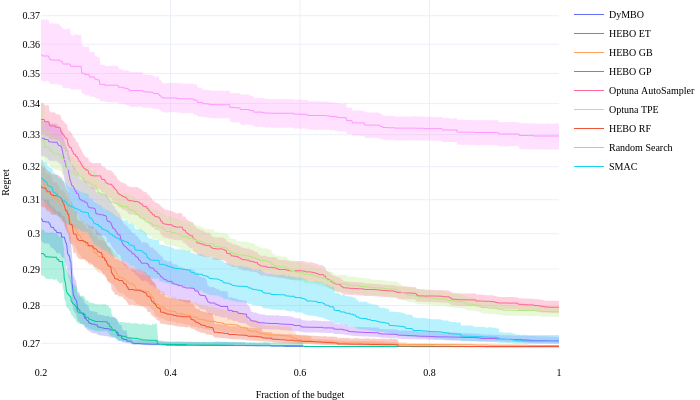 0.37
0.36
0.35
0.34
0.33
0.32
0.31
0.3
0.29
0.28
0.27
Regret
0.2
0.4
0.6
0.8
1
Fraction of the budget
DyMBO
HEBO ET
HEBO GB
HEBO GP
Optuna AutoSampler
Optuna TPE
HEBO RF
Random Search
SMAC